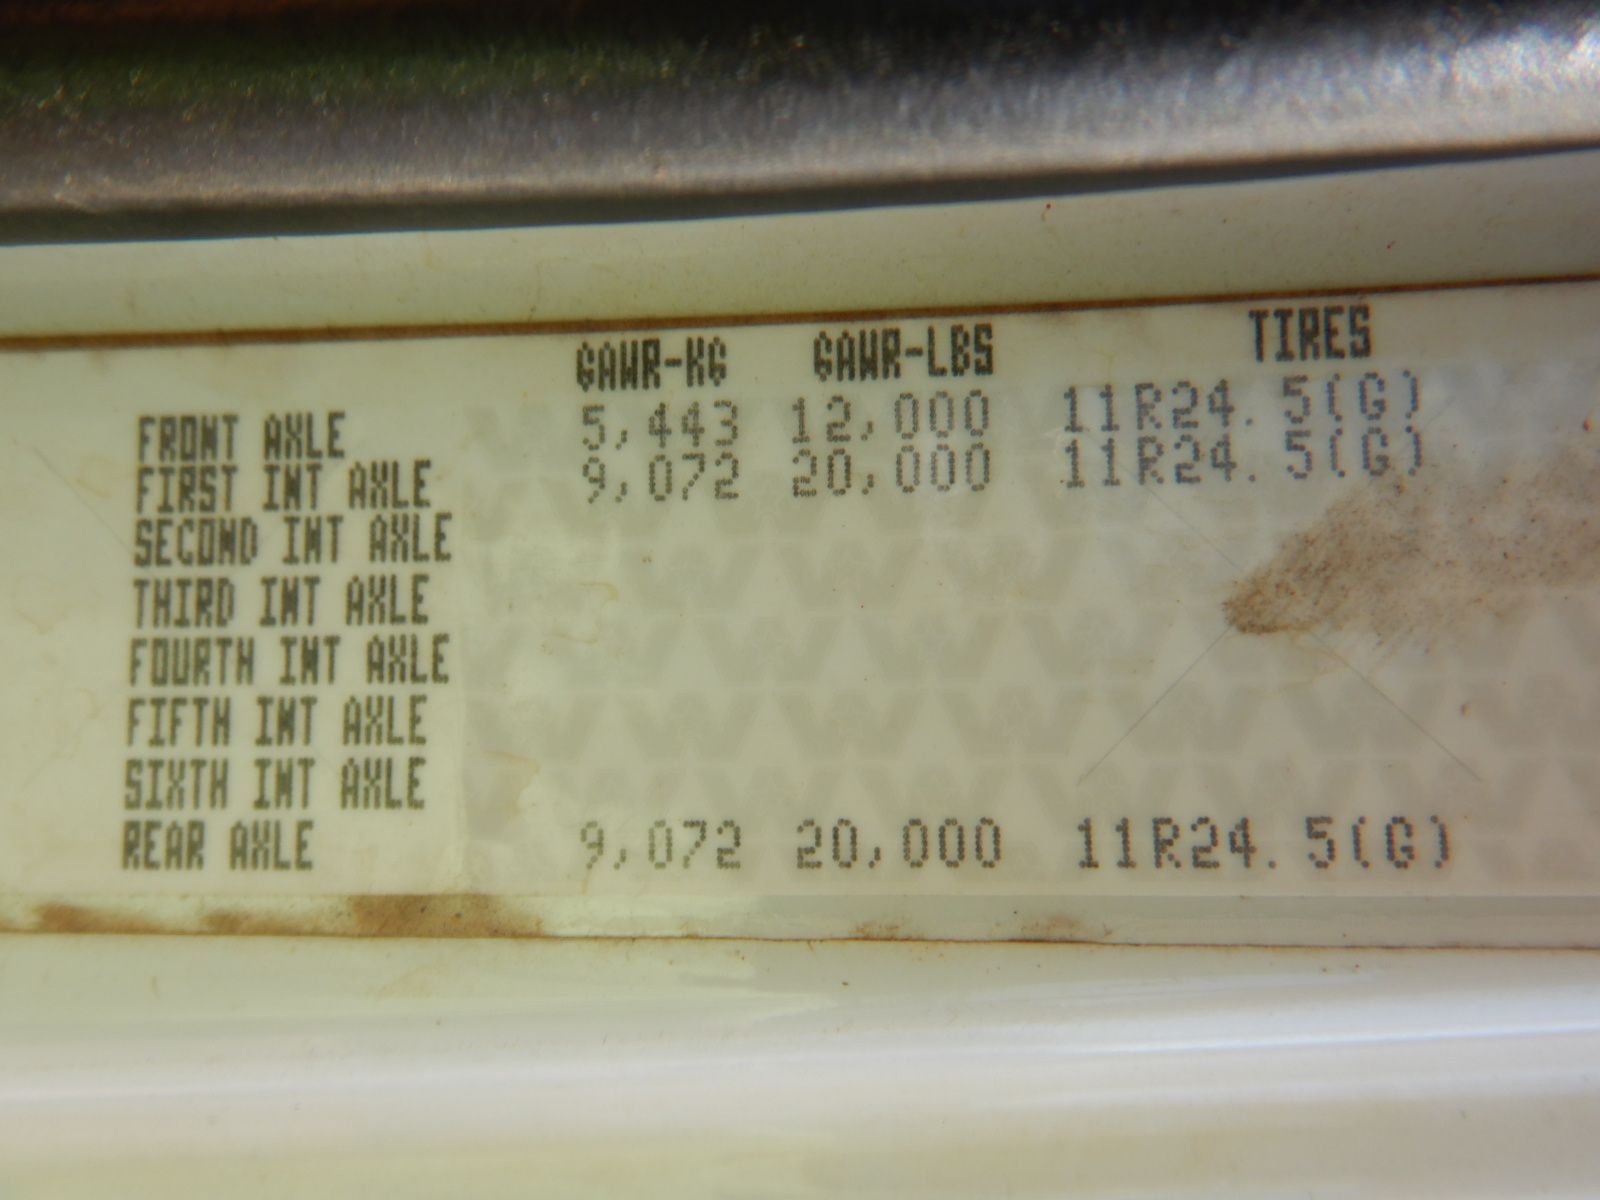 GAWR-KG GAWR-LBS TIRES
FRONT AXLE 5,443 12,000 11R24.5(G)
FIRST INT AXLE 9,072 20,000 11R24.5(G)
SECOND INT AXLE
THIRD INT AXLE
FOURTH INT AXLE
FIFTH INT AXLE
SIXTH INT AXLE
REAR AXLE 9,072 20,000 11R24.5(G)